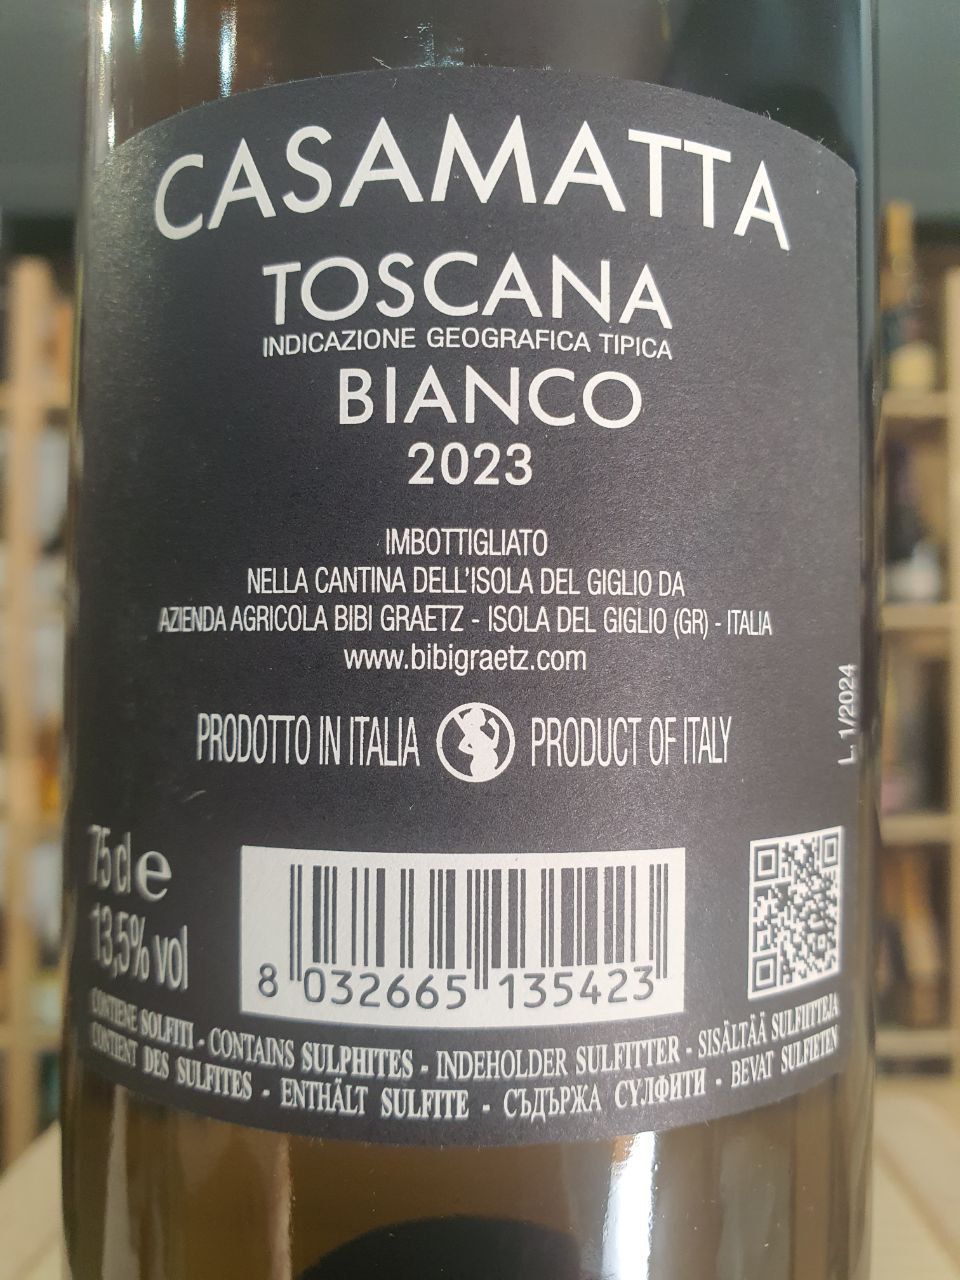 CASAMATTA
TOSCANA
INDICAZIONE GEOGRAFICA TIPICA
BIANCO
2023
IMBOTTIGLIATO
NELLA CANTINA DELL'ISOLA DEL GIGLIO DA
AZIENDA AGRICOLA BIBI GRAETZ - ISOLA DEL GIGLIO (GR) - ITALIA
www.bibigraetz.com
L 1/2024
PRODOTTO IN ITALIA PRODUCT OF ITALY
75 cl e
13,5% vol
8 032665 135423
CONTIENE SOLFITI - CONTAINS SULPHITES - INDEHOLDER SULFITTER - SISÄLTÄÄ SULFIITTEJA
CONTIENT DES SULFITES - ENTHÄLT SULFITE - СЪДЪРЖА СУЛФИТИ - BEVAT SULFIETEN